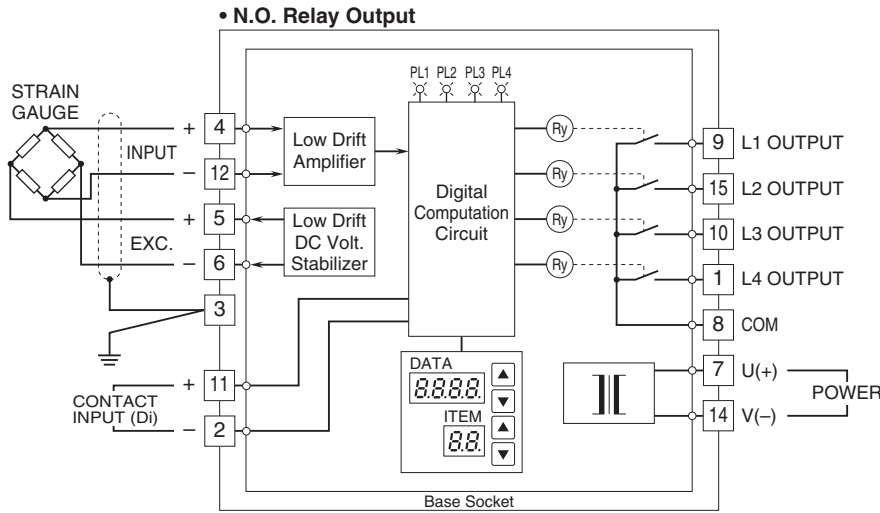 • N.O. Relay Output
PL1 PL2 PL3 PL4
STRAIN
GAUGE
INPUT
+ 4
− 12
EXC.
+ 5
− 6
3
Low Drift
Amplifier
Low Drift
DC Volt.
Stabilizer
Digital
Computation
Circuit
Ry
Ry
Ry
Ry
9 L1 OUTPUT
15 L2 OUTPUT
10 L3 OUTPUT
1 L4 OUTPUT
8 COM
7 U(+)
14 V(–)
POWER
CONTACT
INPUT (Di)
+ 11
− 2
DATA
8.8.8.8.
ITEM
8.8.
Base Socket